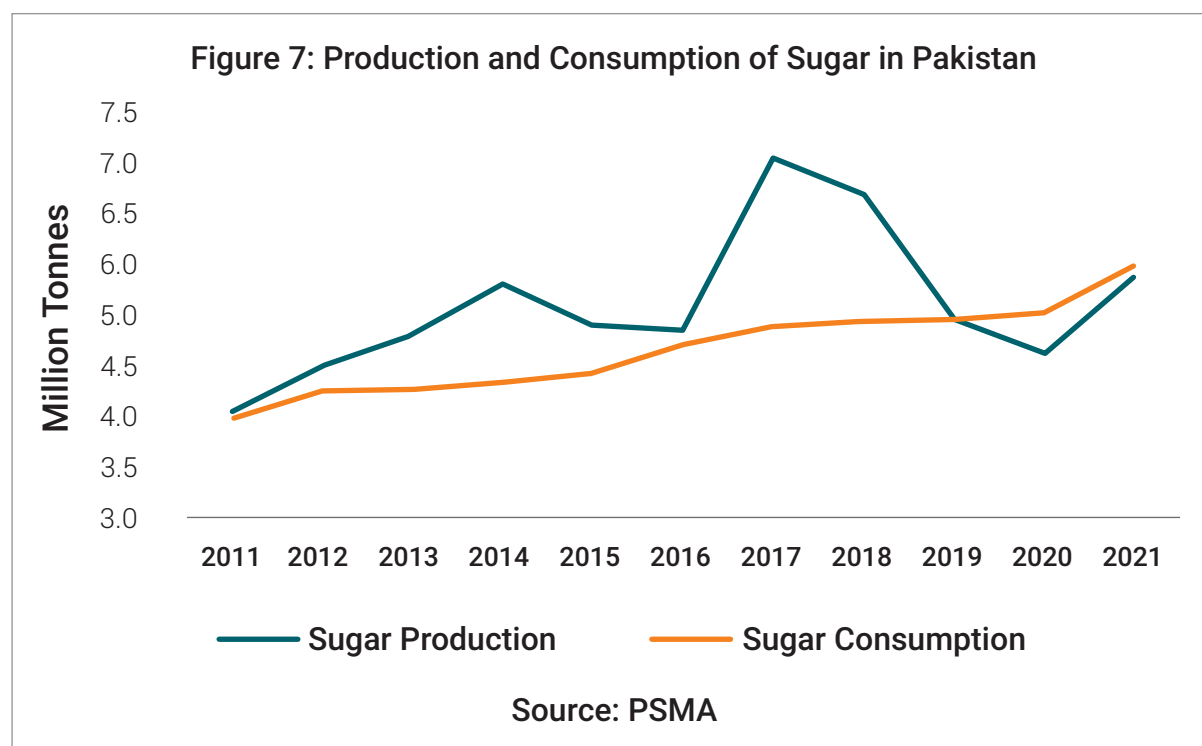 Figure 7: Production and Consumption of Sugar in Pakistan
Million Tonnes
7.5
7.0
6.5
6.0
5.0
4.5
4.0
3.5
3.0
2011 2012 2013 2014 2015 2016 2017 2018 2019 2020 2021
Sugar Production Sugar Consumption
Source: PSMA